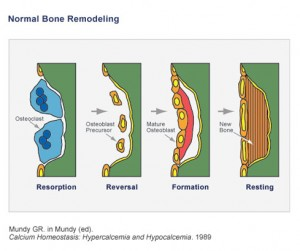 Normal Bone Remodeling
Osteoclast
Osteoblast
Precursor
Mature
Osteoblast
New
Bone
Resorption
Reversal
Formation
Resting
Mundy GR. in Mundy (ed).
Calcium Homeostasis: Hypercalcemia and Hypocalcemia. 1989